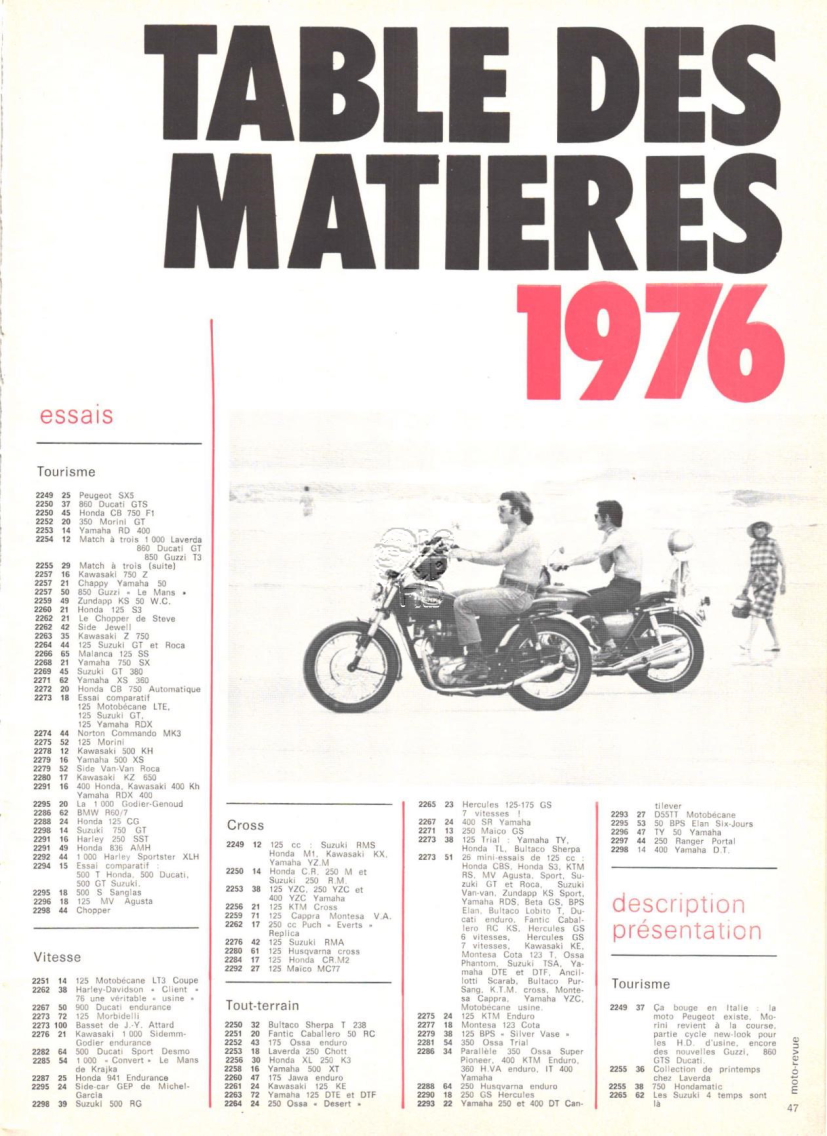 TABLE DES
MATIERES
1976
essais
Tourisme
2249 25 Peugeot SX5
2250 37 860 Ducati GTS
2250 45 Honda CB 750 F1
2252 20 350 Morini GT
2253 14 Yamaha RD 400
2254 12 Match à trois 1 000 Laverda
860 Ducati GT
850 Guzzi T3
2255 29 Match à trois (suite)
2257 16 Kawasaki 750 Z
2257 21 Chappy Yamaha 50
2257 50 850 Guzzi « Le Mans »
2259 49 Zundapp KS 50 W.C.
2260 21 Honda 125 S3
2262 21 Le Chopper de Steve
2262 42 Side Jewell
2263 35 Kawasaki Z 750
2264 44 125 Suzuki GT et Roca
2266 65 Malanca 125 SS
2268 21 Yamaha 750 SX
2269 45 Suzuki GT 380
2271 62 Yamaha XS 360
2272 20 Honda CB 750 Automatique
2273 18 Essai comparatif
125 Motobécane LTE,
125 Suzuki GT,
125 Yamaha RDX
2274 44 Norton Commando MK3
2275 52 125 Morini
2278 12 Kawasaki 500 KH
2279 16 Yamaha 500 XS
2279 52 Side Van-Van Roca
2280 17 Kawasaki KZ 650
2291 16 400 Honda, Kawasaki 400 Kh
Yamaha RDX 400
2295 20 La 1 000 Godier-Genoud
2286 62 BMW R60/7
2288 24 Honda 125 CG
2298 14 Suzuki 750 GT
2291 16 Harley 250 SST
2291 49 Honda 836 AMH
2292 44 1 000 Harley Sportster XLH
2294 15 Essai comparatif :
500 T Honda, 500 Ducati,
500 GT Suzuki,
2295 18 500 S Sanglas
2296 18 125 MV Agusta
2298 44 Chopper
Vitesse
2251 14 125 Motobécane LT3 Coupe
2262 38 Harley-Davidson « Client »
76 une véritable « usine »
2267 50 900 Ducati endurance
2273 72 125 Morbidelli
2273 100 Basset de J.-Y. Attard
2276 21 Kawasaki 1 000 Sidemm-
Godier endurance
2282 64 500 Ducati Sport Desmo
2285 54 1 000 « Convert » Le Mans
de Krajka
2287 25 Honda 941 Endurance
2295 24 Side-car GEP de Michel-
Garcia
2298 39 Suzuki 500 RG
Cross
2249 12 125 cc : Suzuki RMS
Honda M1, Kawasaki KX,
Yamaha YZ.M
2250 14 Honda C.R. 250 M et
Suzuki 250 R.M.
2253 38 125 YZC, 250 YZC et
400 YZC Yamaha
2256 21 125 KTM Cross
2259 71 125 Cappra Montesa V.A.
2262 17 250 cc Puch « Everts »
Replica
2276 42 125 Suzuki RMA
2280 61 125 Husqvarna cross
2284 17 125 Honda CR.M2
2292 27 125 Maico MC77
Tout-terrain
2250 32 Bultaco Sherpa T 238
2251 20 Fantic Caballero 50 RC
2252 43 175 Ossa enduro
2253 18 Laverda 250 Chott
2256 30 Honda XL 250 K3
2258 16 Yamaha 500 XT
2260 47 175 Jawa enduro
2261 24 Kawasaki 125 KE
2263 72 Yamaha 125 DTE et DTF
2264 24 250 Ossa « Desert »
2265 23 Hercules 125-175 GS
7 vitesses !
2267 24 400 SR Yamaha
2271 13 250 Maico GS
2273 38 125 Trial : Yamaha TY,
Honda TL, Bultaco Sherpa
2273 51 26 mini-essais de 125 cc :
Honda CBS, Honda S3, KTM
RS, MV Agusta, Sport, Su-
zuki GT et Roca, Suzuki
Van-van, Zundapp KS Sport,
Yamaha RDS, Beta GS, BPS
Elan, Bultaco Lobito T, Du-
cati enduro, Fantic Cabal-
lero RC KS, Hercules GS
6 vitesses, Hercules GS
7 vitesses, Kawasaki KE,
Montesa Cota 123 T, Ossa
Phantom, Suzuki TSA, Ya-
maha DTE et DTF, Ancil-
lotti Scarab, Bultaco Pur-
Sang, K.T.M. cross, Monte-
sa Cappra, Yamaha YZC,
Motobécane usine.
2275 24 125 KTM Enduro
2277 18 Montesa 123 Cota
2279 38 125 BPS « Silver Vase »
2281 54 350 Ossa Trial
2286 34 Parallèle 350 Ossa Super
Pioneer, 400 KTM Enduro,
360 H.VA enduro, IT 400
Yamaha
2288 64 250 Husqvarna enduro
2290 18 250 GS Hercules
2293 22 Yamaha 250 et 400 DT Can-
tilever
2293 27 D55TT Motobécane
2295 53 50 BPS Elan Six-Jours
2296 47 TY 50 Yamaha
2297 44 250 Ranger Portal
2298 14 400 Yamaha D.T.
description
présentation
Tourisme
2249 37 Ça bouge en Italie : la
moto Peugeot existe, Mo-
rini revient à la course,
partie cycle new-look pour
les H.D. d'usine, encore
des nouvelles Guzzi, 860
GTS Ducati.
2255 36 Collection de printemps
chez Laverda
2255 38 750 Hondamatic
2265 62 Les Suzuki 4 temps sont
là
moto-revue
47